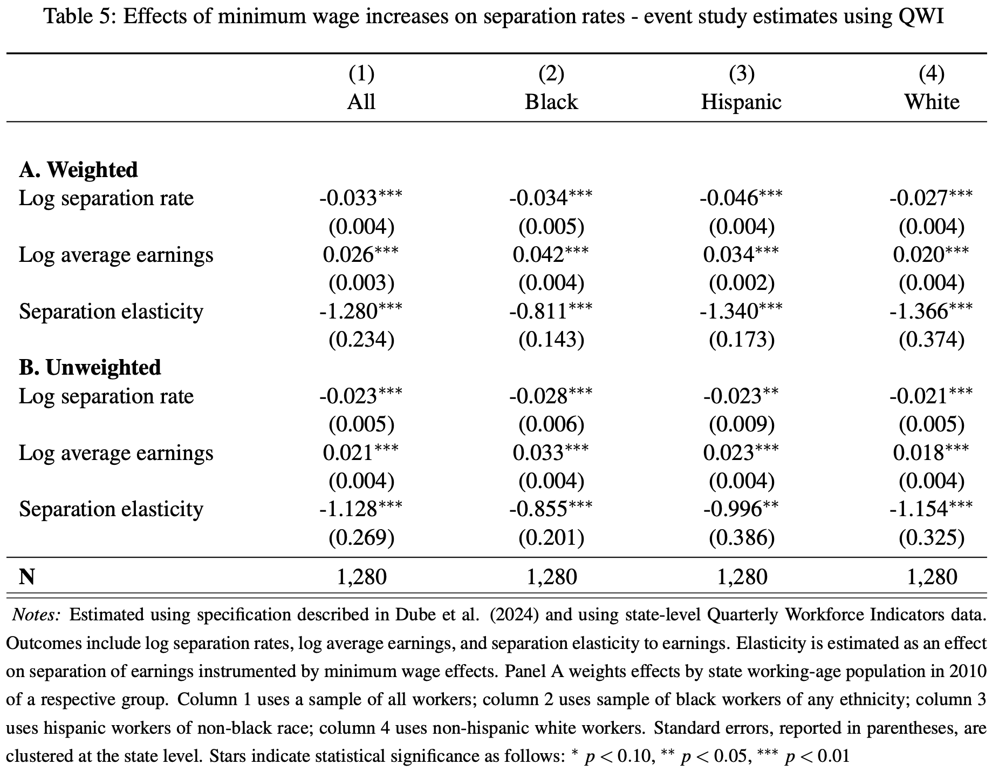 Table 5: Effects of minimum wage increases on separation rates - event study estimates using QWI
(1) (2) (3) (4)
All Black Hispanic White
A. Weighted
Log separation rate -0.033*** -0.034*** -0.046*** -0.027***
(0.004) (0.005) (0.004) (0.004)
Log average earnings 0.026*** 0.042*** 0.034*** 0.020***
(0.003) (0.004) (0.002) (0.004)
Separation elasticity -1.280*** -0.811*** -1.340*** -1.366***
(0.234) (0.143) (0.173) (0.374)
B. Unweighted
Log separation rate -0.023*** -0.028*** -0.023** -0.021***
(0.005) (0.006) (0.009) (0.005)
Log average earnings 0.021*** 0.033*** 0.023*** 0.018***
(0.004) (0.004) (0.004) (0.004)
Separation elasticity -1.128*** -0.855*** -0.996** -1.154***
(0.269) (0.201) (0.386) (0.325)
N 1,280 1,280 1,280 1,280
Notes: Estimated using specification described in Dube et al. (2024) and using state-level Quarterly Workforce Indicators data.
Outcomes include log separation rates, log average earnings, and separation elasticity to earnings. Elasticity is estimated as an effect
on separation of earnings instrumented by minimum wage effects. Panel A weights effects by state working-age population in 2010
of a respective group. Column 1 uses a sample of all workers; column 2 uses sample of black workers of any ethnicity; column 3
uses hispanic workers of non-black race; column 4 uses non-hispanic white workers. Standard errors, reported in parentheses, are
clustered at the state level. Stars indicate statistical significance as follows: * p < 0.10, ** p < 0.05, *** p < 0.01